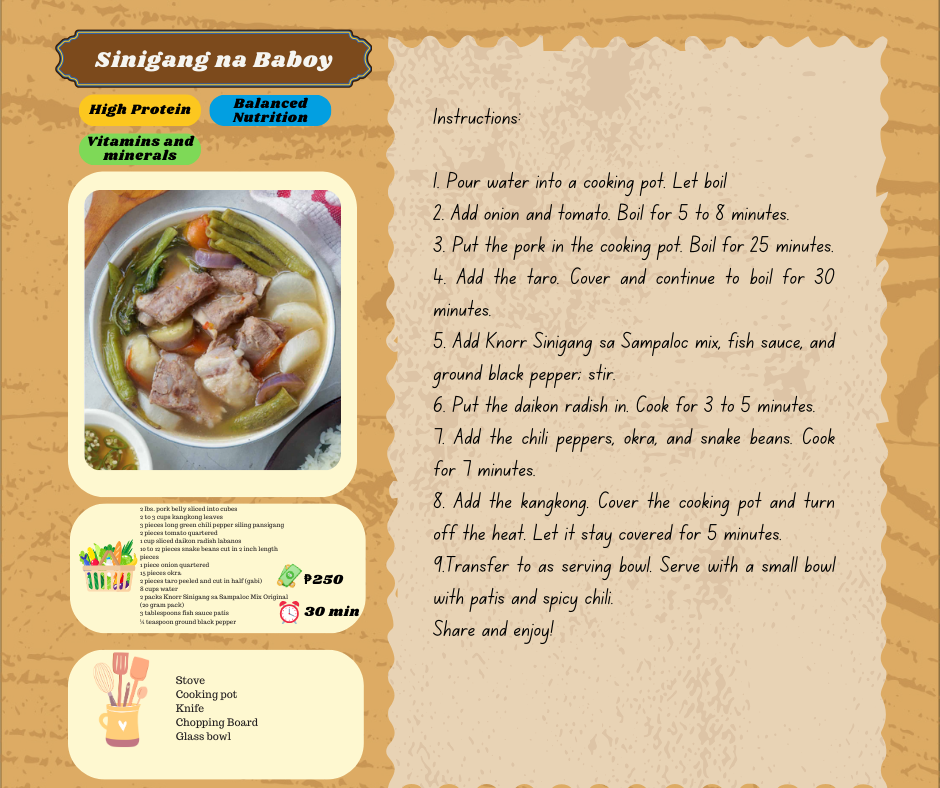 Sinigang na Baboy
High Protein
Balanced
Nutrition
Vitamins and
minerals
2 lbs. pork belly sliced into cubes
2 to 3 cups kangkong leaves
3 pieces long green chili pepper siling pansigang
2 pieces tomato quartered
1 cup sliced daikon radish labanos
10 to 12 pieces snake beans cut in 2 inch length
pieces
1 piece onion quartered
15 pieces okra
2 pieces taro peeled and cut in half (gabi)
8 cups water
2 packs Knorr Sinigang sa Sampaloc Mix Original
(20 gram pack)
3 tablespoons fish sauce patis
¼ teaspoon ground black pepper
₱250
30 min
Stove
Cooking pot
Knife
Chopping Board
Glass bowl
Instructions:
1. Pour water into a cooking pot. Let boil
2. Add onion and tomato. Boil for 5 to 8 minutes.
3. Put the pork in the cooking pot. Boil for 25 minutes.
4. Add the taro. Cover and continue to boil for 30
minutes.
5. Add Knorr Sinigang sa Sampaloc mix, fish sauce, and
ground black pepper; stir.
6. Put the daikon radish in. Cook for 3 to 5 minutes.
7. Add the chili peppers, okra, and snake beans. Cook
for 7 minutes.
8. Add the kangkong. Cover the cooking pot and turn
off the heat. Let it stay covered for 5 minutes.
9.Transfer to as serving bowl. Serve with a small bowl
with patis and spicy chili.
Share and enjoy!